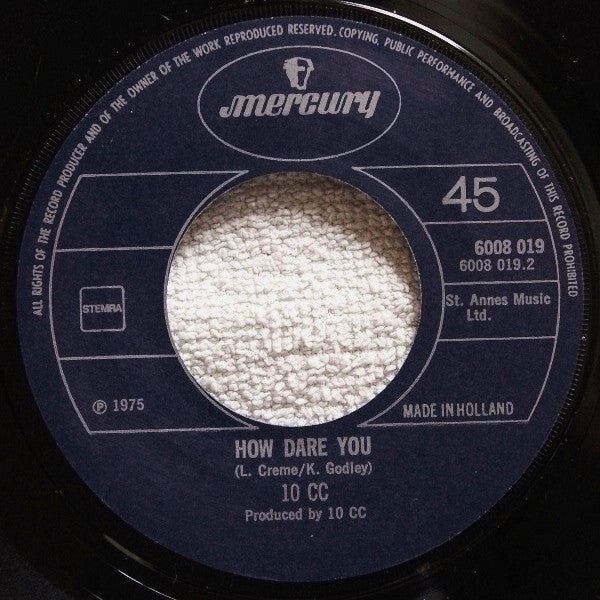 ALL RIGHTS OF THE RECORD PRODUCER AND OF THE OWNER OF THE WORK REPRODUCED RESERVED. COPYING, PUBLIC PERFORMANCE AND BROADCASTING OF THIS RECORD PROHIBITED
mercury
45
6008 019
6008 019.2
STEMRA
St. Annes Music
Ltd.
℗ 1975
MADE IN HOLLAND
HOW DARE YOU
(L. Creme/K. Godley)
10 CC
Produced by 10 CC